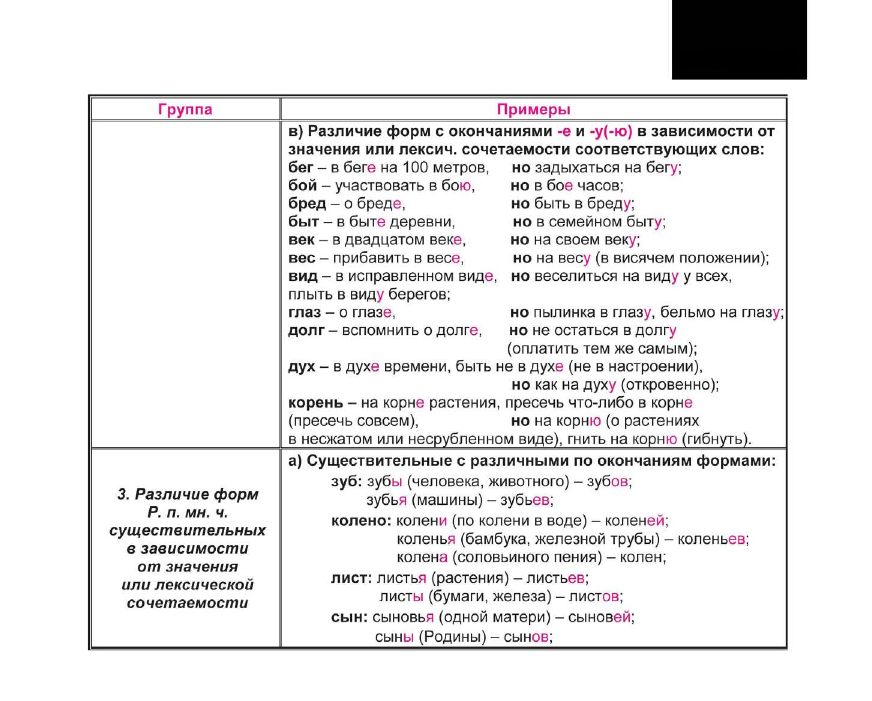 Группа Примеры
в) Различие форм с окончаниями -е и -у(-ю) в зависимости от
значения или лексич. сочетаемости соответствующих слов:
бег – в беге на 100 метров, но задыхаться на бегу;
бой – участвовать в бою, но в бое часов;
бред – о бреде, но быть в бреду;
быт – в быте деревни, но в семейном быту;
век – в двадцатом веке, но на своем веку;
вес – прибавить в весе, но на весу (в висячем положении);
вид – в исправленном виде, но веселиться на виду у всех,
плыть в виду берегов;
глаз – о глазе, но пылинка в глазу, бельмо на глазу;
долг – вспомнить о долге, но не остаться в долгу
(оплатить тем же самым);
дух – в духе времени, быть не в духе (не в настроении),
но как на духу (откровенно);
корень – на корне растения, пресечь что-либо в корне
(пресечь совсем), но на корню (о растениях
в несжатом или несрубленном виде), гнить на корню (гибнуть).
3. Различие форм
Р. п. мн. ч.
существительных
в зависимости
от значения
или лексической
сочетаемости
а) Существительные с различными по окончаниям формами:
зуб: зубы (человека, животного) – зубов;
зубья (машины) – зубьев;
колено: колени (по колени в воде) – коленей;
коленья (бамбука, железной трубы) – коленьев;
колена (соловьиного пения) – колен;
лист: листья (растения) – листьев;
листы (бумаги, железа) – листов;
сын: сыновья (одной матери) – сыновей;
сыны (Родины) – сынов;